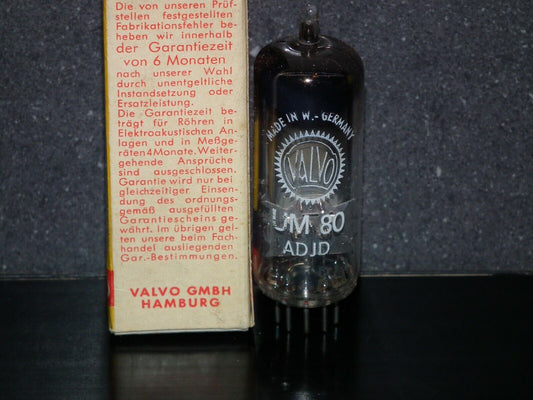 Die von unseren Prüf-
stellen festgestellten
Fabrikationsfehler be-
heben wir innerhalb
der Garantiezeit
von 6 Monaten
nach unserer Wahl
durch unentgeltliche
Instandsetzung oder
Ersatzleistung.
Die Garantiezeit be-
trägt für Röhren in
Elektroakustischen An-
lagen und in Meßge-
räten 4 Monate. Weiter-
gehende Ansprüche
sind ausgeschlossen.
Garantie wird nur bei
gleichzeitiger Einsen-
dung des ordnungs-
gemäß ausgefüllten
Garantiescheins ge-
währt. Im übrigen gel-
ten unsere beim Fach-
handel ausliegenden
Gar.-Bestimmungen.
VALVO GMBH
HAMBURG
MADE IN W.-GERMANY
VALVO
UM 80
ADJD